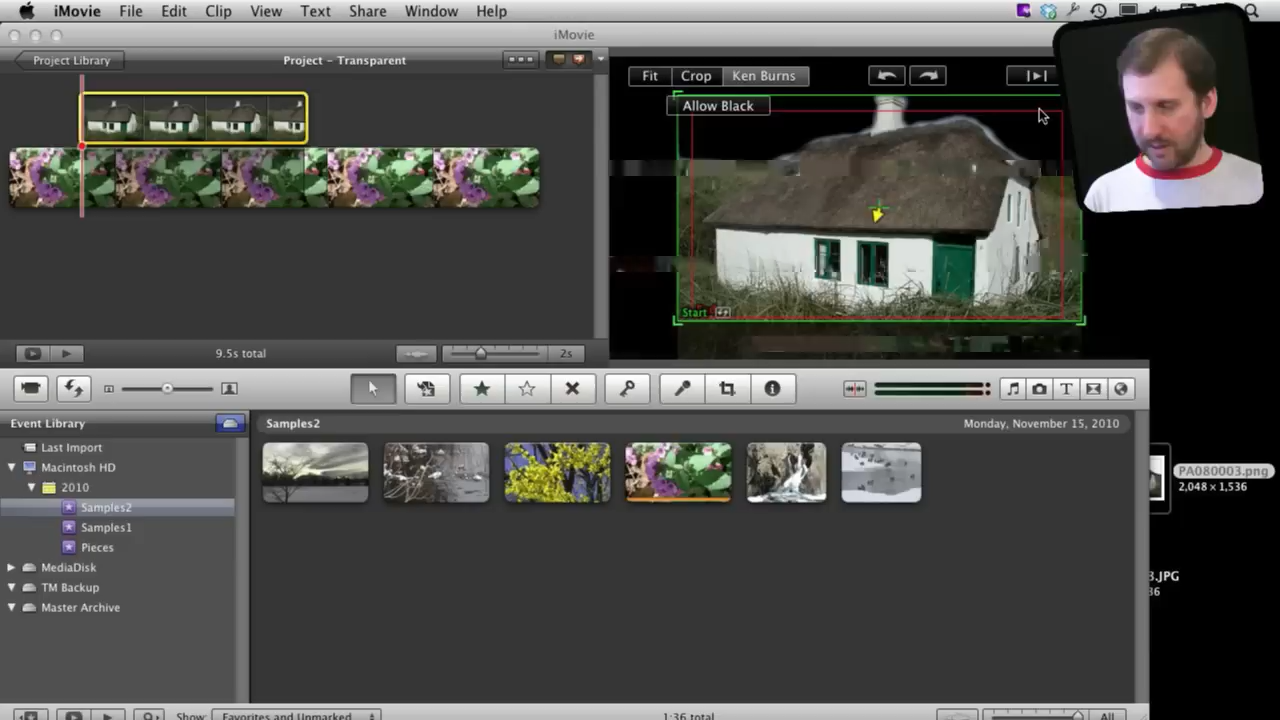 iMovie File Edit Clip View Text Share Window Help
iMovie
Project Library
Project - Transparent
Fit Crop Ken Burns
Allow Black
Start
9.5s total
2s
Event Library
Samples2
Monday, November 15, 2010
Last Import
Macintosh HD
2010
Samples2
Samples1
Pieces
MediaDisk
TM Backup
Master Archive
PA080003.png
2,048 × 1,536
3.JPG
36
Show: Favorites and Unmarked
1:36 total
All